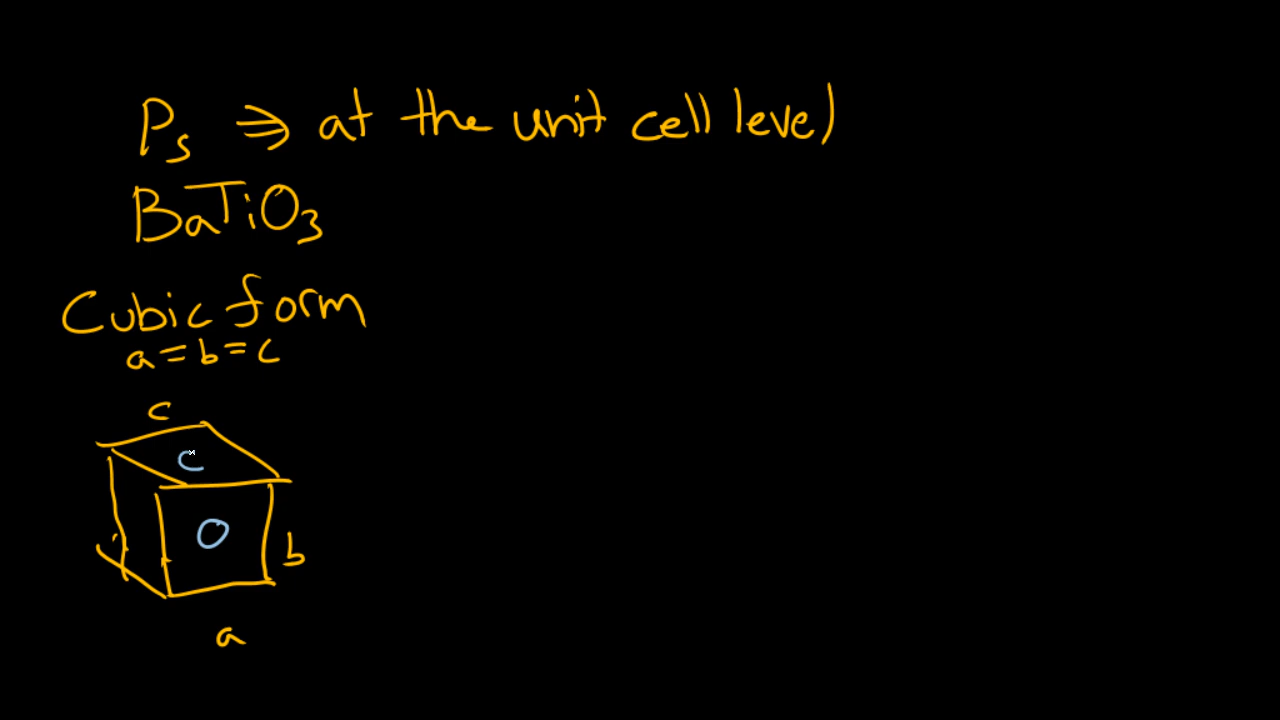 Ps ⇒ at the unit cell level
BaTiO3
Cubic form
a = b = c
c
O
b
a